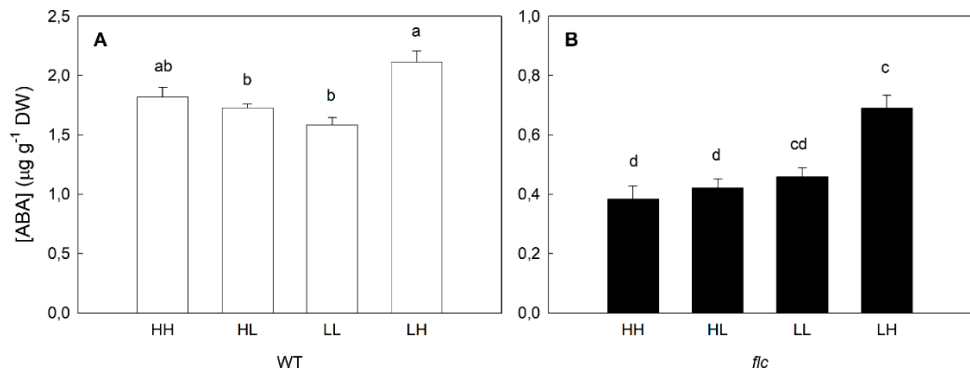 2,5
2,0
1,5
1,0
0,5
0,0
[ABA] (µg g⁻¹ DW)
A
ab
b
b
a
HH HL LL LH
WT
1,0
0,8
0,6
0,4
0,2
0,0
B
d
d
cd
c
HH HL LL LH
flc